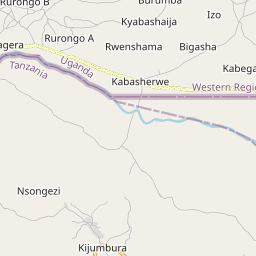 Rurongo B
Burumba
Izo
Kyabashaija
Rurongo A
Rwenshama
Bigasha
agera
Uganda
Tanzania
Kabega
Kabasherwe
Western Regi
Nsongezi
Kijumbura